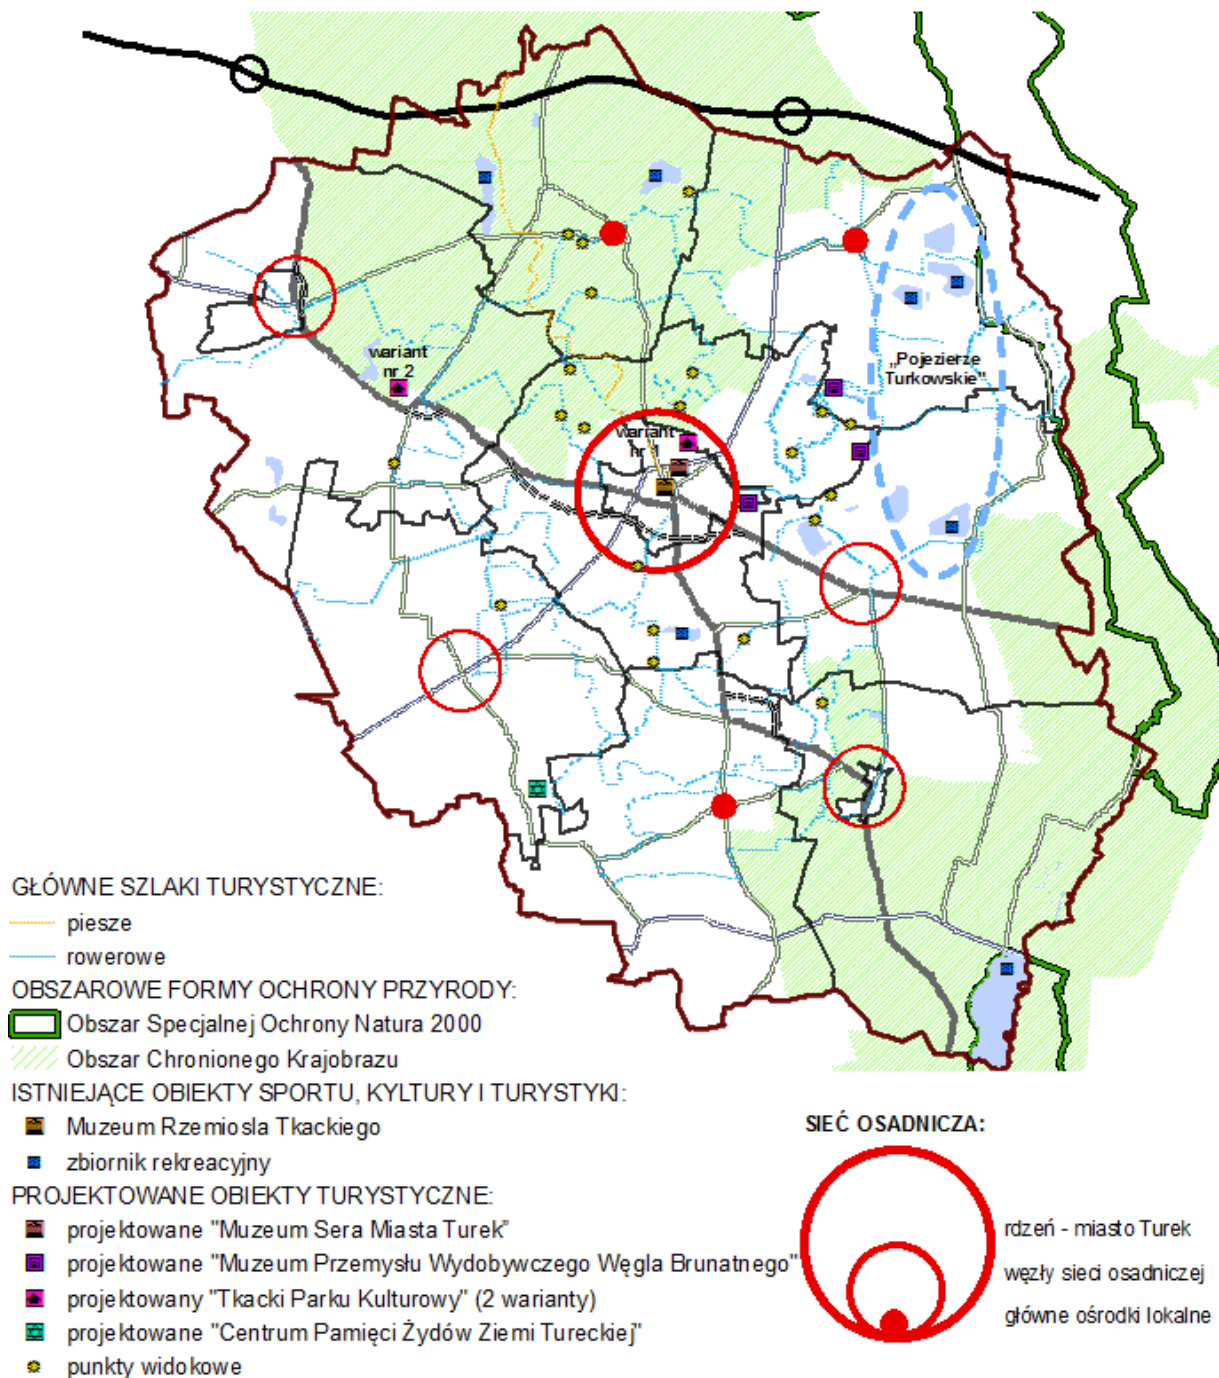 wariant
nr 2
„Pojezierze
Turkowskie"
wariant
nr 1
GŁÓWNE SZLAKI TURYSTYCZNE:
piesze
rowerowe
OBSZAROWE FORMY OCHRONY PRZYRODY:
Obszar Specjalnej Ochrony Natura 2000
Obszar Chronionego Krajobrazu
ISTNIEJĄCE OBIEKTY SPORTU, KYLTURY I TURYSTYKI:
Muzeum Rzemiosla Tkackiego
zbiornik rekreacyjny
PROJEKTOWANE OBIEKTY TURYSTYCZNE:
projektowane "Muzeum Sera Miasta Turek"
projektowane "Muzeum Przemysłu Wydobywczego Węgla Brunatnego"
projektowany "Tkacki Parku Kulturowy" (2 warianty)
projektowane "Centrum Pamięci Żydów Ziemi Tureckiej"
punkty widokowe
SIEĆ OSADNICZA:
rdzeń - miasto Turek
węzły sieci osadniczej
główne ośrodki lokalne